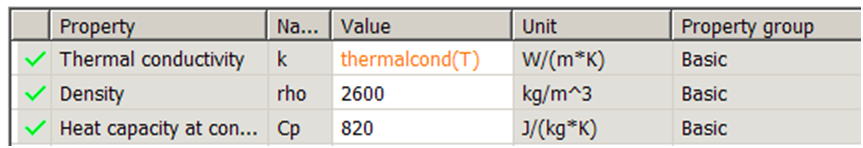 Property Na... Value Unit Property group
Thermal conductivity k thermalcond(T) W/(m*K) Basic
Density rho 2600 kg/m^3 Basic
Heat capacity at con... Cp 820 J/(kg*K) Basic